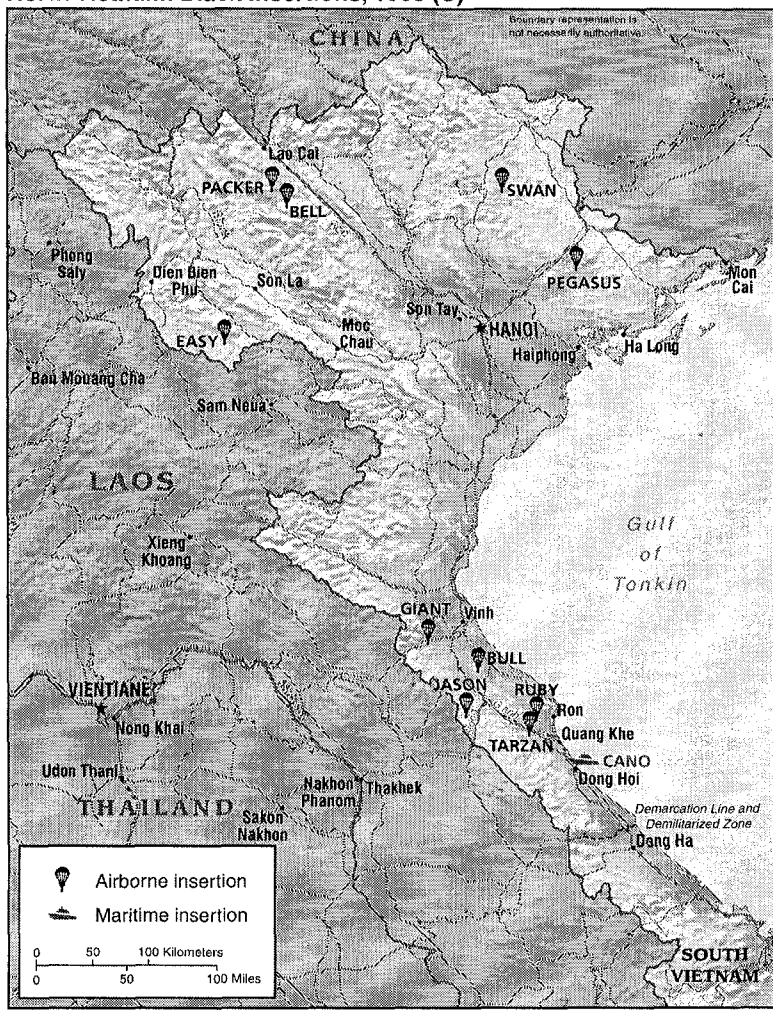 Boundary representation is
not necessarily authoritative.
CHINA
Lao Cai
PACKER
BELL
SWAN
Phong
Saly
Dien Bien
Phu
Son La
PEGASUS
Mon
Cai
Son Tay
HANOI
Moc
Chau
EASY
Haiphong
Ha Long
Ban Mouang Cha
Sam Neua
LAOS
Gulf
of
Tonkin
Xieng
Khoang
GIANT
Vinh
BULL
VIENTIANE
JASON
RUBY
Ron
Nong Khai
Quang Khe
TARZAN
CANO
Dong Hoi
Udon Thani
Nakhon
Phanom
Thakhek
THAILAND
Sakon
Nakhon
Demarcation Line and
Demilitarized Zone
Dong Ha
Airborne insertion
Maritime insertion
0 50 100 Kilometers
0 50 100 Miles
SOUTH
VIETNAM